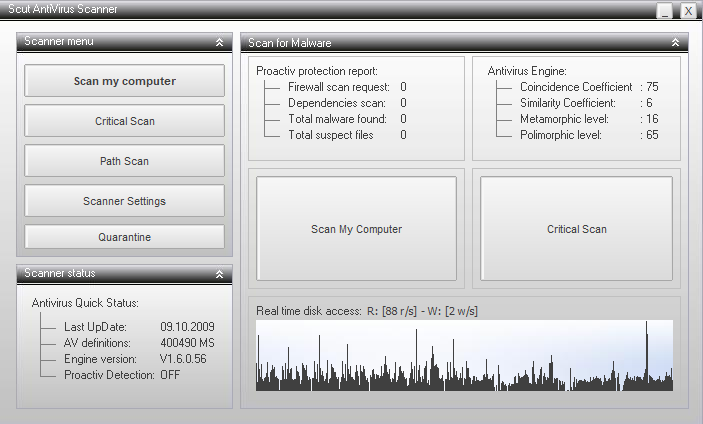 Scut AntiVirus Scanner
_ X
Scanner menu
Scan my computer
Critical Scan
Path Scan
Scanner Settings
Quarantine
Scanner status
Antivirus Quick Status:
Last UpDate: 09.10.2009
AV definitions: 400490 MS
Engine version: V1.6.0.56
Proactiv Detection: OFF
Scan for Malware
Proactiv protection report:
Firewall scan request: 0
Dependencies scan: 0
Total malware found: 0
Total suspect files 0
Antivirus Engine:
Coincidence Coefficient : 75
Similarity Coefficient: : 6
Metamorphic level: : 16
Polimorphic level: : 65
Scan My Computer
Critical Scan
Real time disk access: R: [88 r/s] - W: [2 w/s]